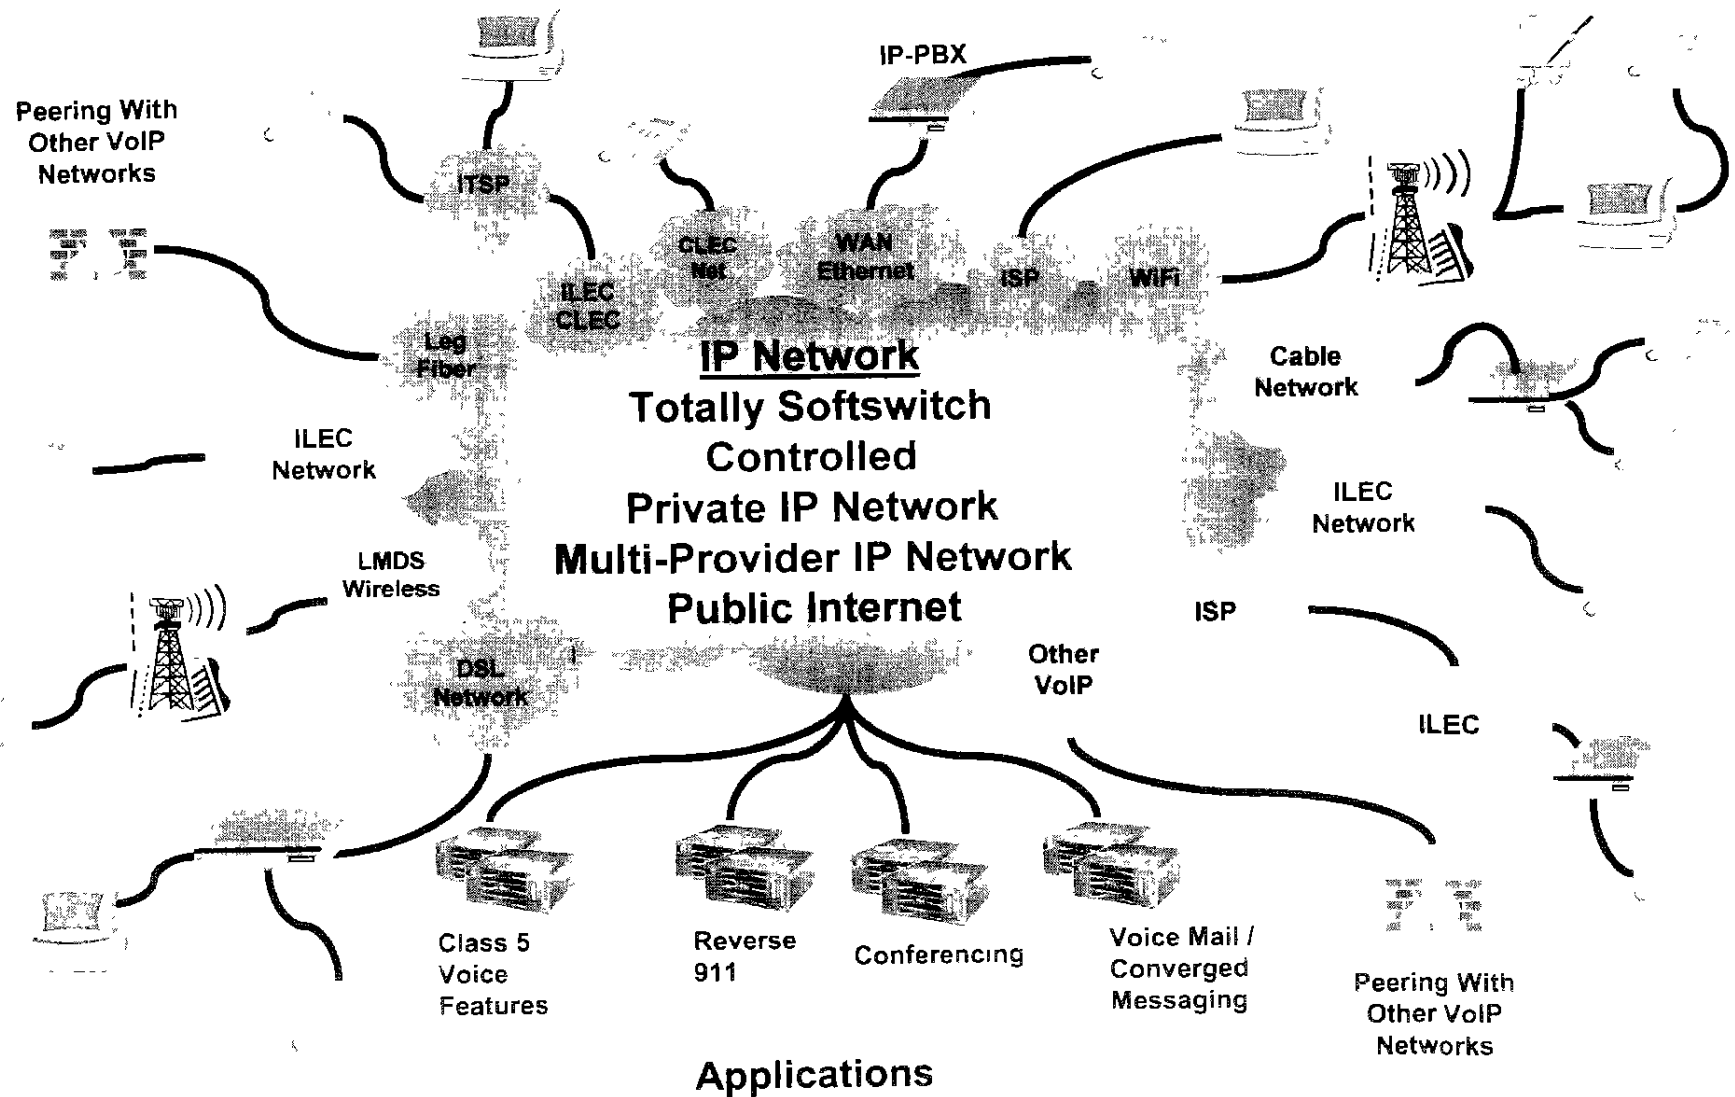 IP-PBX
Peering With
Other VoIP
Networks
ITSP
CLEC
Net
WAN
Ethernet
ISP
WiFi
ILEC
CLEC
Leg
Fiber
IP Network
Totally Softswitch
Controlled
Private IP Network
Multi-Provider IP Network
Public Internet
Cable
Network
ILEC
Network
ILEC
Network
LMDS
Wireless
ISP
DSL
Network
Other
VoIP
ILEC
Class 5
Voice
Features
Reverse
911
Conferencing
Voice Mail /
Converged
Messaging
Peering With
Other VoIP
Networks
Applications